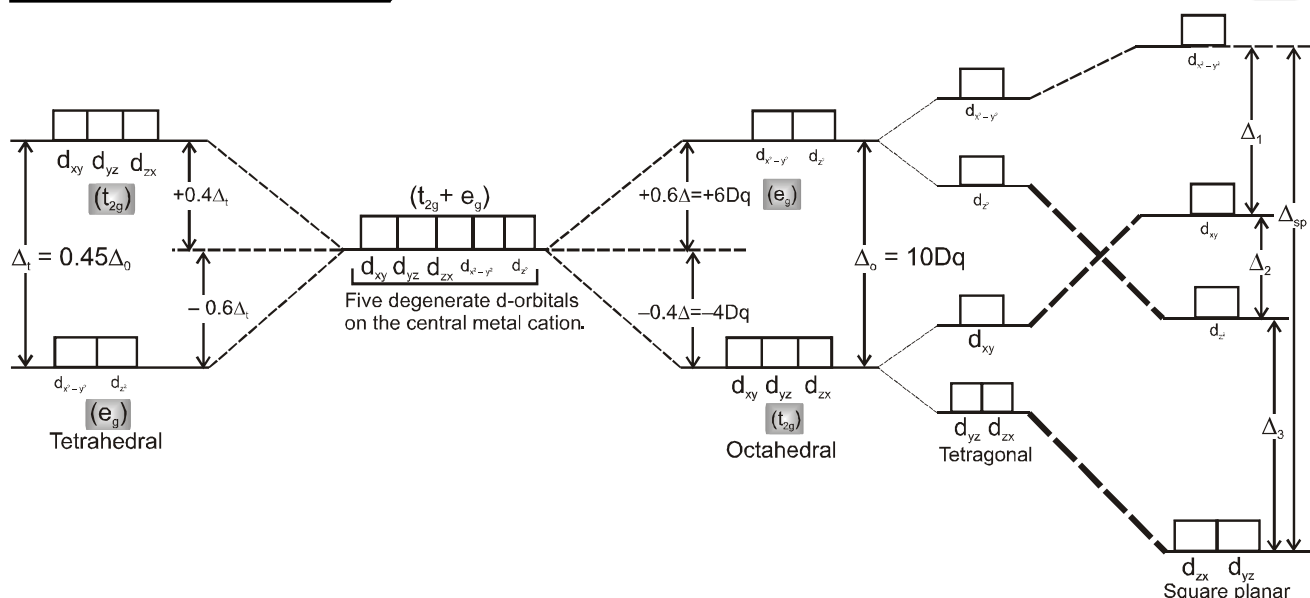 d_xy d_yz d_zx
(t_2g)
+0.4Δ_t
Δ_t = 0.45Δ_0
– 0.6Δ_t
d_x²–y² d_z²
(e_g)
Tetrahedral
(t_2g + e_g)
d_xy d_yz d_zx d_x²–y² d_z²
Five degenerate d-orbitals
on the central metal cation.
d_x²–y² d_z²
+0.6Δ=+6Dq (e_g)
Δ_o = 10Dq
–0.4Δ=–4Dq
d_xy d_yz d_zx
(t_2g)
Octahedral
d_x²–y²
d_z²
d_xy
d_yz d_zx
Tetragonal
d_x²–y²
Δ_1
d_xy
Δ_sp
Δ_2
d_z²
Δ_3
d_zx d_yz
Square planar